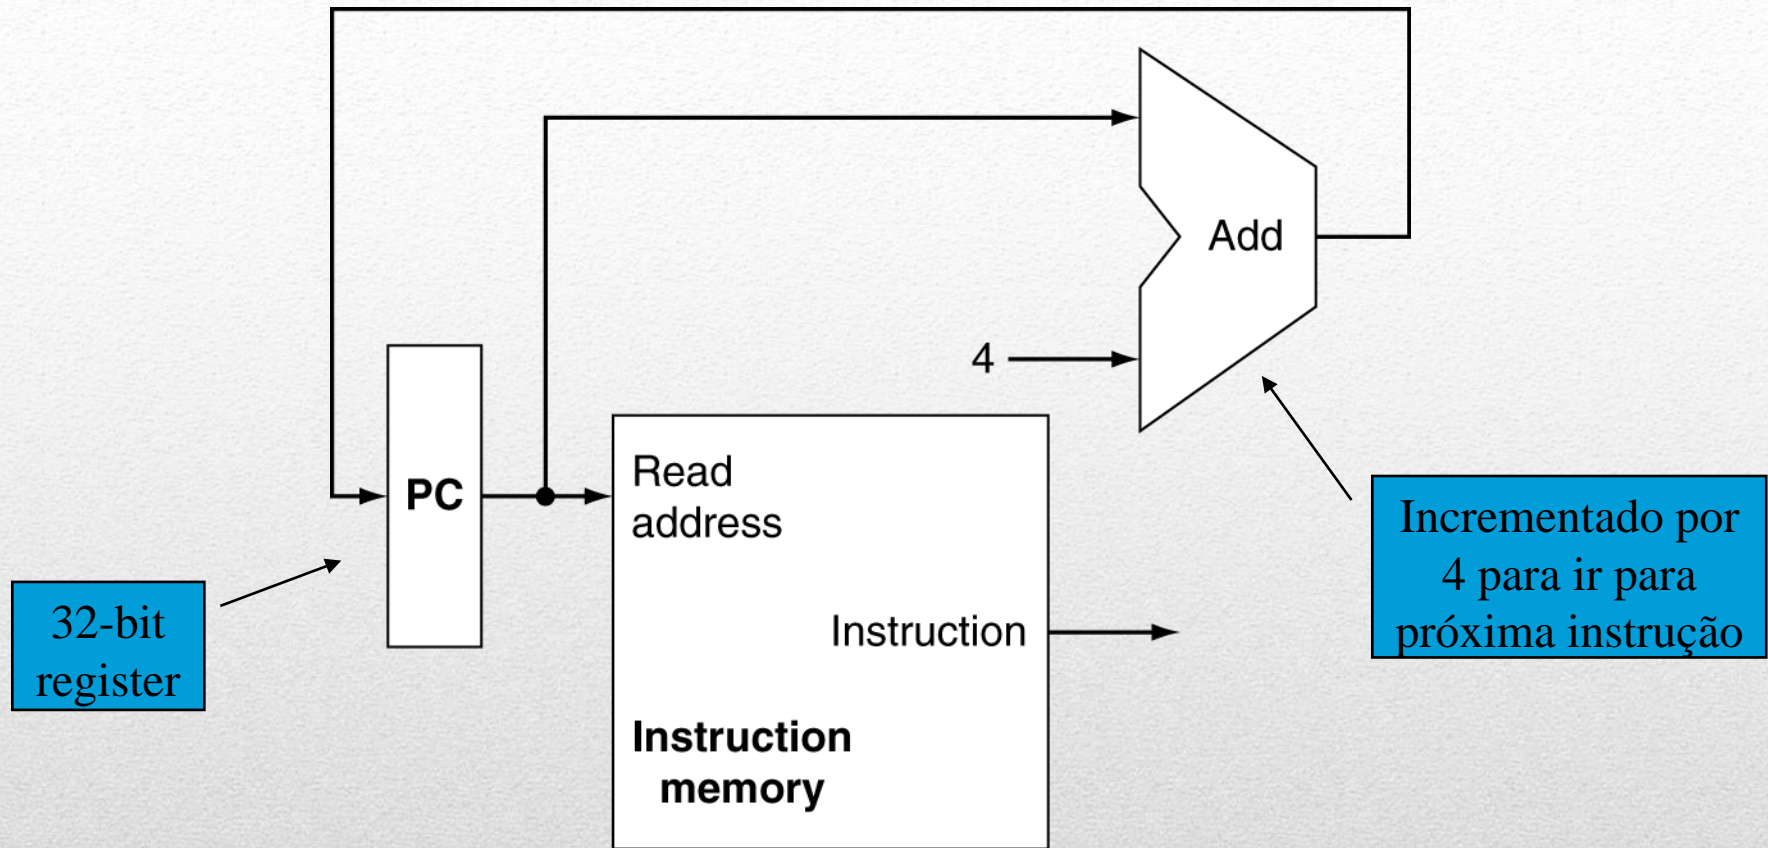 Add
4
PC
Read
address
Instruction
Instruction
memory
32-bit
register
Incrementado por
4 para ir para
próxima instrução